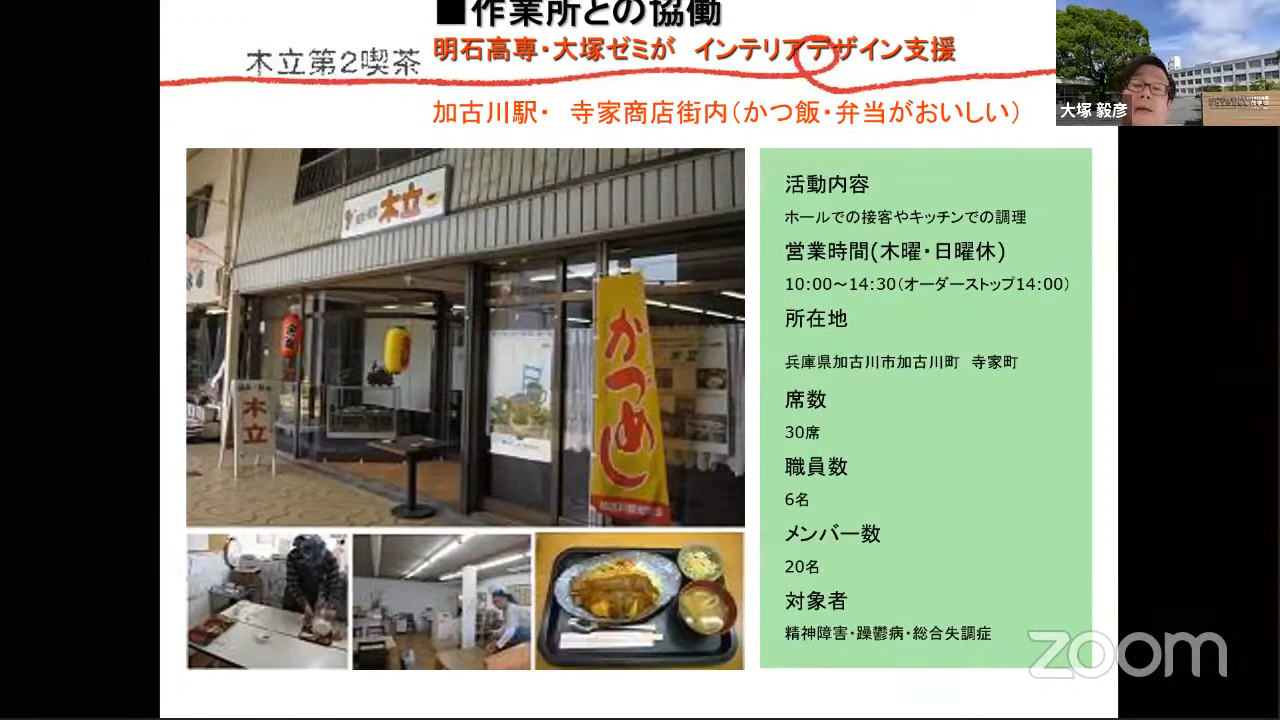 ■作業所との協働
木立第2喫茶
明石高専・大塚ゼミが　インテリアデザイン支援
加古川駅・　寺家商店街内（かつ飯・弁当がおいしい）
大塚 毅彦
木立
かつめし
木立
活動内容
ホールでの接客やキッチンでの調理
営業時間(木曜・日曜休)
10:00～14:30（オーダーストップ14:00）
所在地
兵庫県加古川市加古川町　寺家町
席数
30席
職員数
6名
メンバー数
20名
対象者
精神障害・躁鬱病・総合失調症
zoom